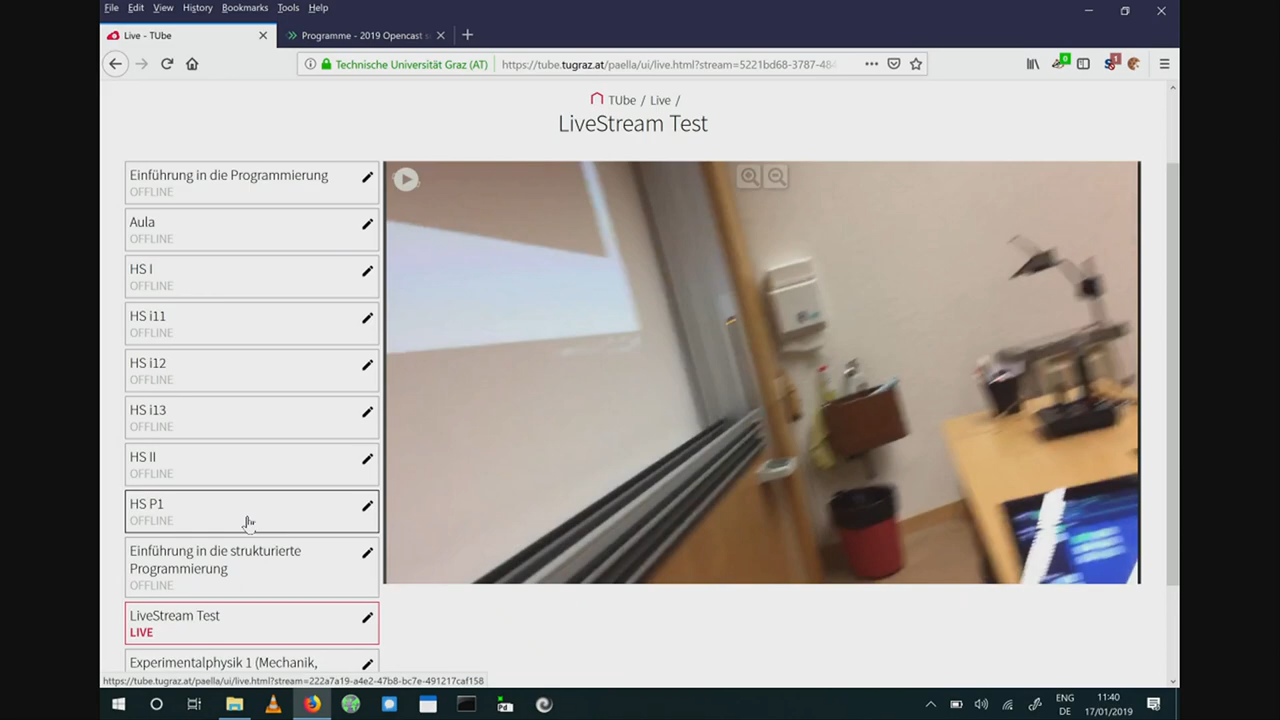 File Edit View History Bookmarks Tools Help
Live - TUbe
Programme - 2019 Opencast s
Technische Universität Graz (AT)
https://tube.tugraz.at/paella/ui/live.html?stream=5221bd68-3787-484
0
1
TUbe / Live /
LiveStream Test
Einführung in die Programmierung
OFFLINE
Aula
OFFLINE
HS I
OFFLINE
HS i11
OFFLINE
HS i12
OFFLINE
HS i13
OFFLINE
HS II
OFFLINE
HS P1
OFFLINE
Einführung in die strukturierte
Programmierung
OFFLINE
LiveStream Test
LIVE
Experimentalphysik 1 (Mechanik,
https://tube.tugraz.at/paella/ui/live.html?stream=222a7a19-a4e2-47b8-bc7e-491217caf158
Pd
ENG
DE
11:40
17/01/2019